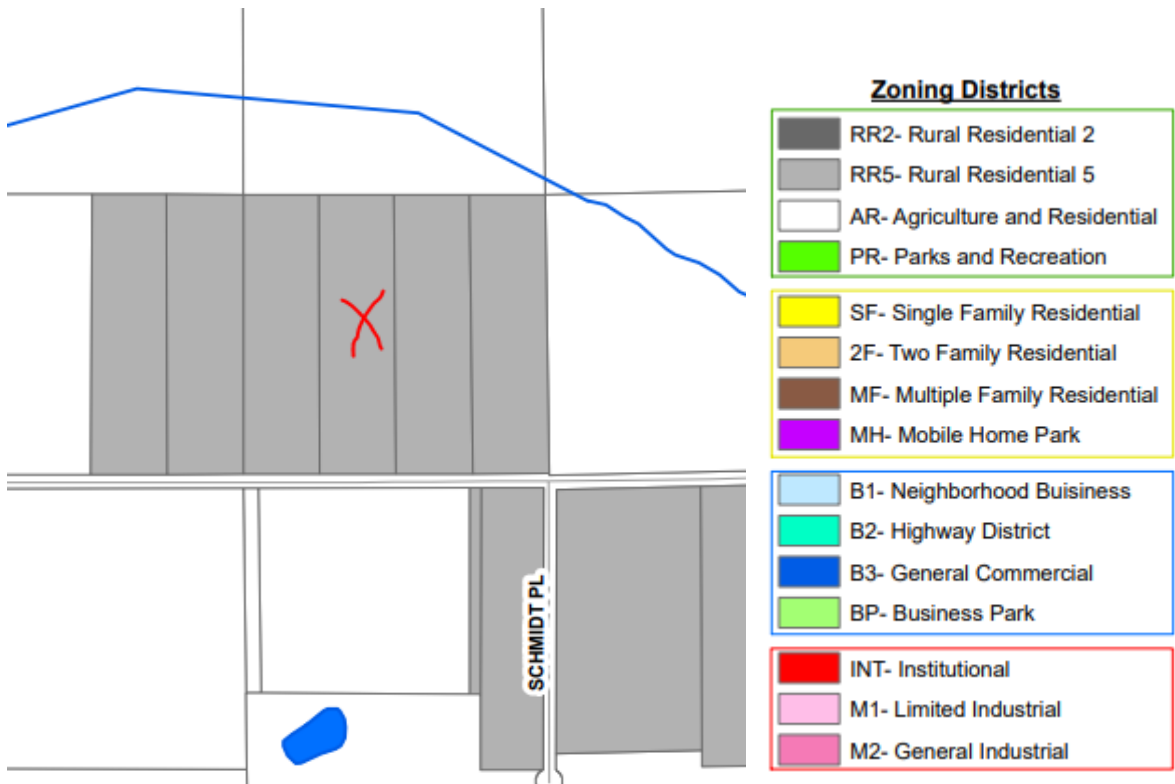 Zoning Districts
RR2- Rural Residential 2
RR5- Rural Residential 5
AR- Agriculture and Residential
PR- Parks and Recreation
SF- Single Family Residential
2F- Two Family Residential
MF- Multiple Family Residential
MH- Mobile Home Park
B1- Neighborhood Buisiness
B2- Highway District
B3- General Commercial
BP- Business Park
INT- Institutional
M1- Limited Industrial
M2- General Industrial
SCHMIDT PL